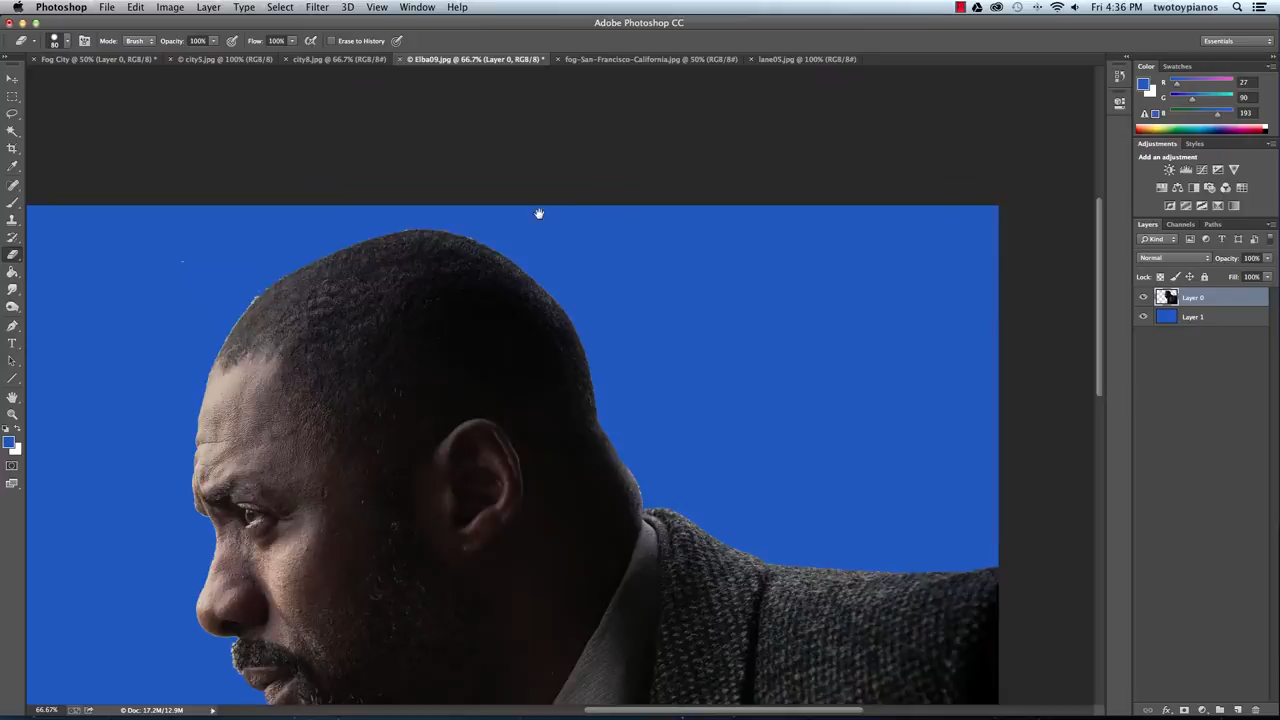 Photoshop File Edit Image Layer Type Select Filter 3D View Window Help Fri 4:36 PM twotoypianos
Adobe Photoshop CC
80 Mode: Brush Opacity: 100% Flow: 100% Erase to History Essentials
× Fog City @ 50% (Layer 0, RGB/8) * × © city5.jpg @ 100% (RGB/8) × city8.jpg @ 66.7% (RGB/8#) × © Elba09.jpg @ 66.7% (Layer 0, RGB/8) * × fog-San-Francisco-California.jpg @ 50% (RGB/8#) × lane05.jpg @ 100% (RGB/8#)
Color Swatches
R 27
G 90
B 193
Adjustments Styles
Add an adjustment
Layers Channels Paths
Kind
Normal Opacity: 100%
Lock: Fill: 100%
Layer 0
Layer 1
66.67% © Doc: 17.2M/12.9M